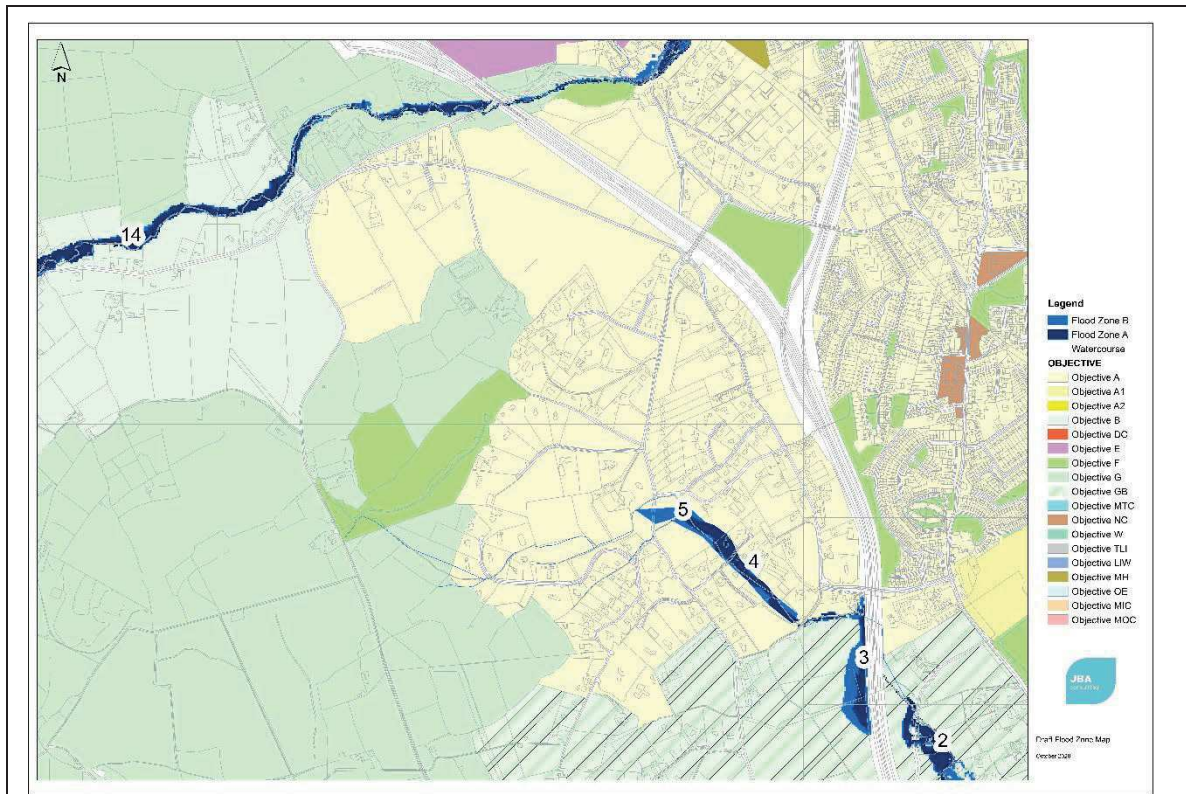 N
14
5
4
3
2
Legend
Flood Zone B
Flood Zone A
Watercourse
OBJECTIVE
Objective A
Objective A1
Objective A2
Objective B
Objective DC
Objective E
Objective F
Objective G
Objective GB
Objective MTC
Objective NC
Objective W
Objective TLI
Objective LIW
Objective MH
Objective OE
Objective MIC
Objective MOC
JBA
Draft Flood Zone Map